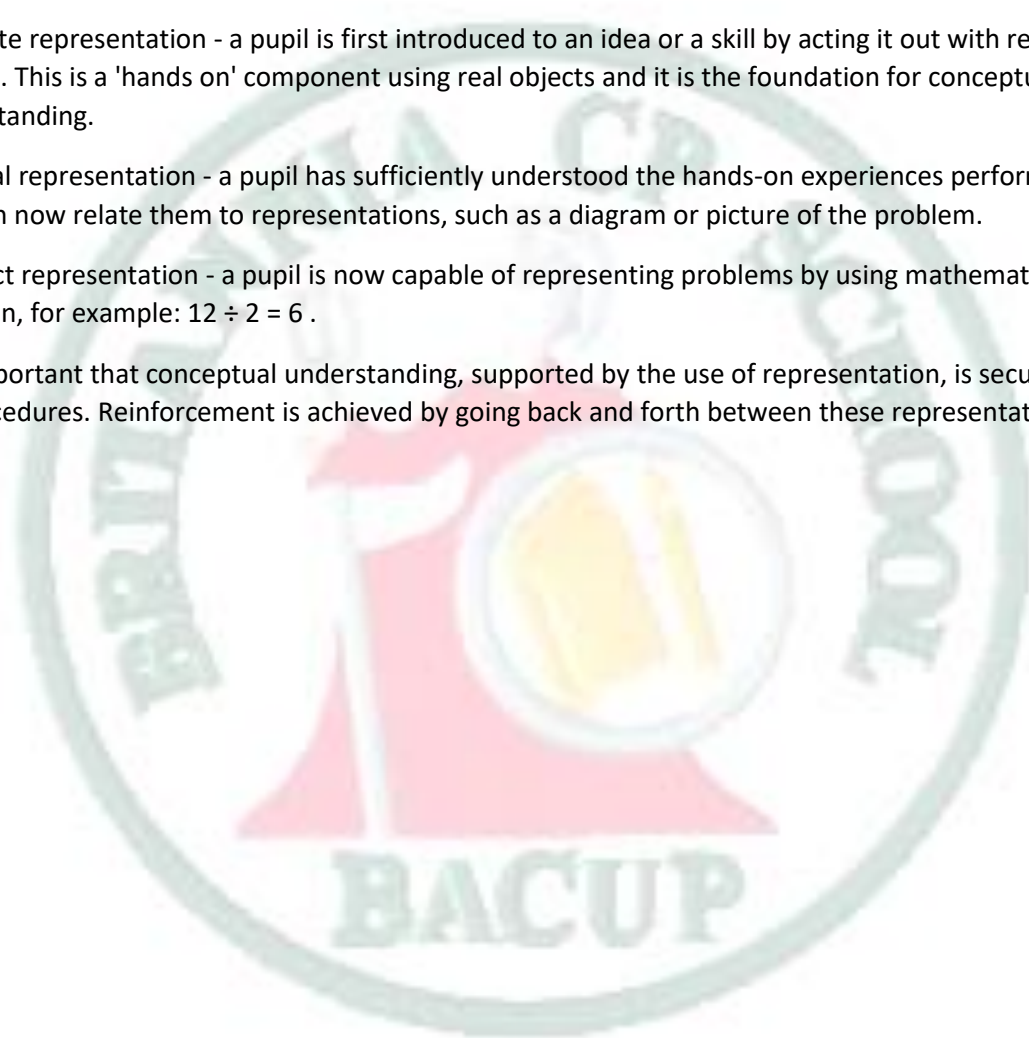 te representation - a pupil is first introduced to an idea or a skill by acting it out with re
. This is a 'hands on' component using real objects and it is the foundation for conceptu
tanding.
al representation - a pupil has sufficiently understood the hands-on experiences perform
n now relate them to representations, such as a diagram or picture of the problem.
ct representation - a pupil is now capable of representing problems by using mathemat
n, for example: 12 ÷ 2 = 6 .
portant that conceptual understanding, supported by the use of representation, is secu
cedures. Reinforcement is achieved by going back and forth between these representat
BRITANNIA CP SCHOOL
BACUP